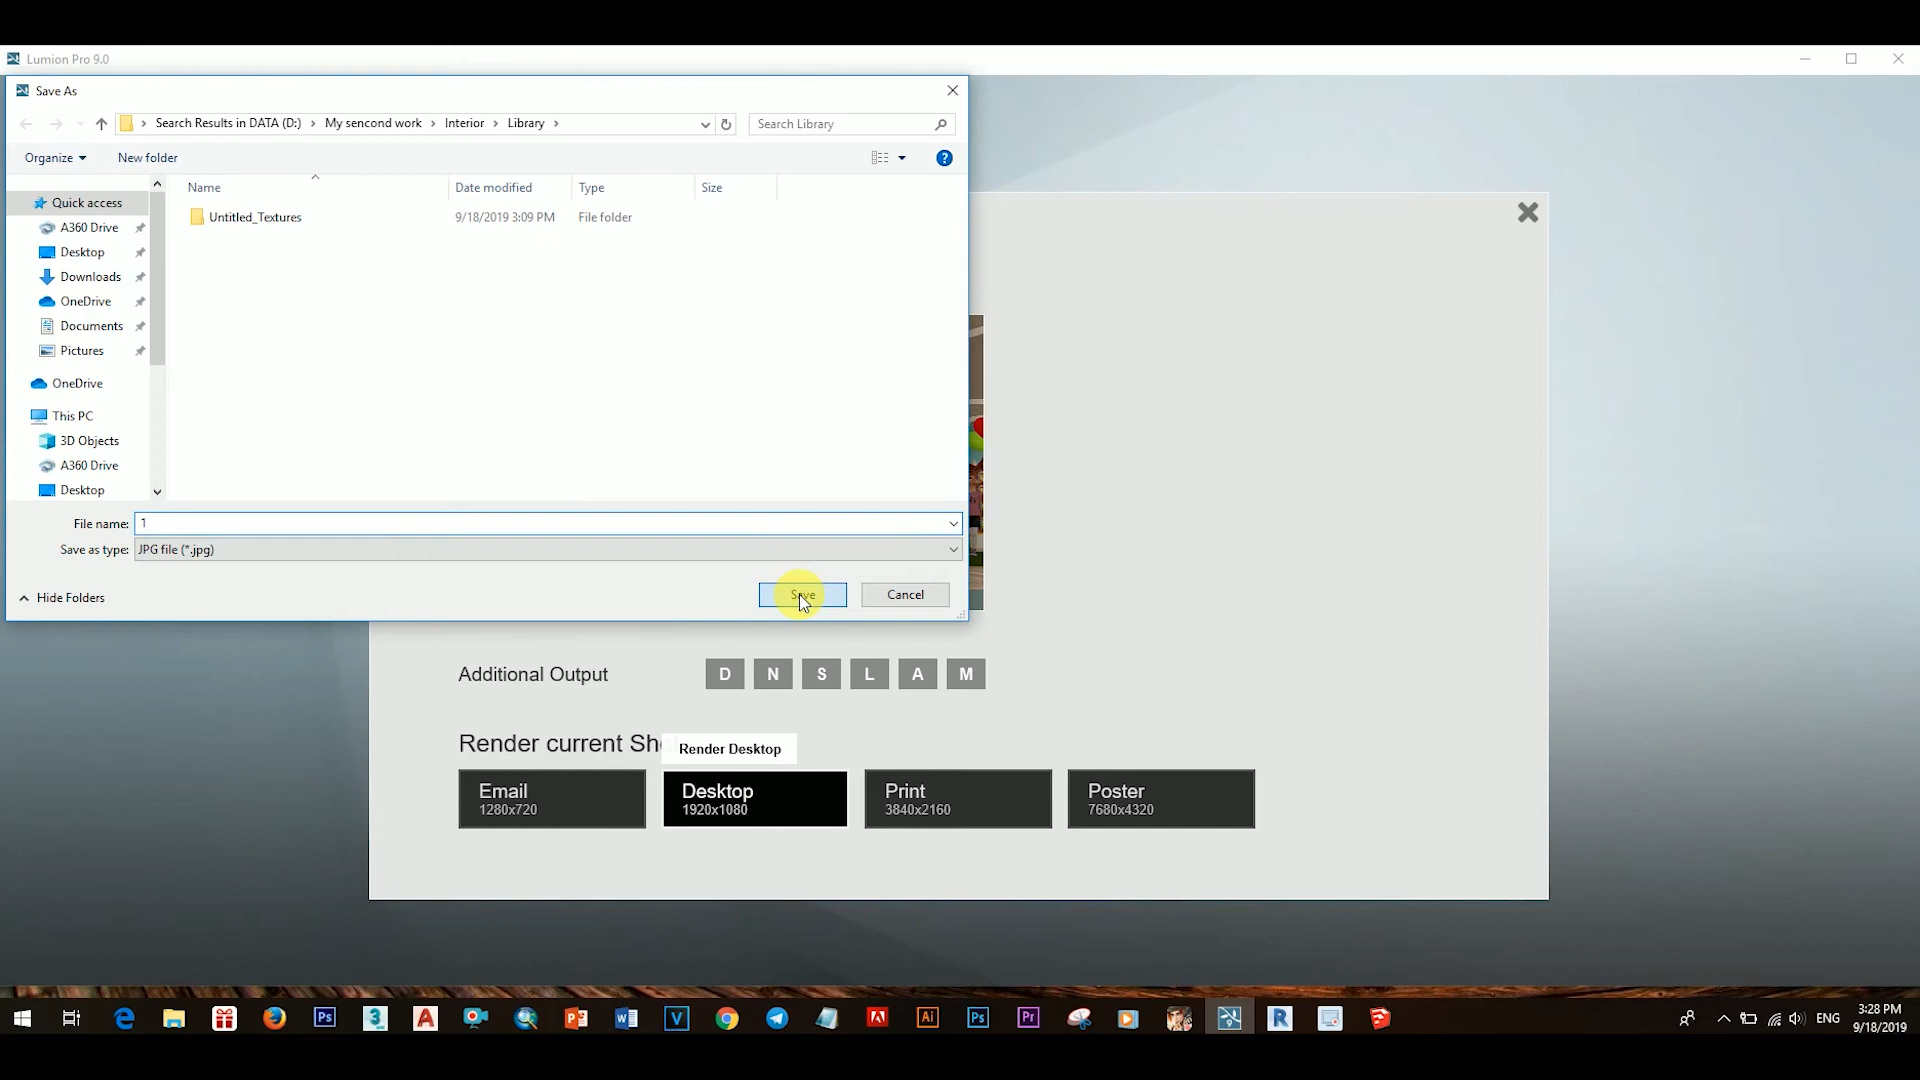 Lumion Pro 9.0
Save As
Search Results in DATA (D:) › My sencond work › Interior › Library ›
Search Library
Organize
New folder
Name
Date modified
Type
Size
Quick access
A360 Drive
Desktop
Downloads
OneDrive
Documents
Pictures
OneDrive
This PC
3D Objects
A360 Drive
Desktop
Untitled_Textures
9/18/2019 3:09 PM
File folder
File name: 1
Save as type: JPG file (*.jpg)
Hide Folders
Save
Cancel
Additional Output
D N S L A M
Render current Sh
Render Desktop
Email
1280x720
Desktop
1920x1080
Print
3840x2160
Poster
7680x4320
ENG
3:28 PM
9/18/2019